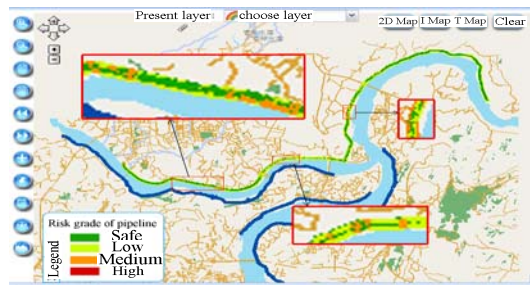 Present layer: choose layer
2D Map I Map T Map Clear
Risk grade of pipeline
Legend
Safe
Low
Medium
High